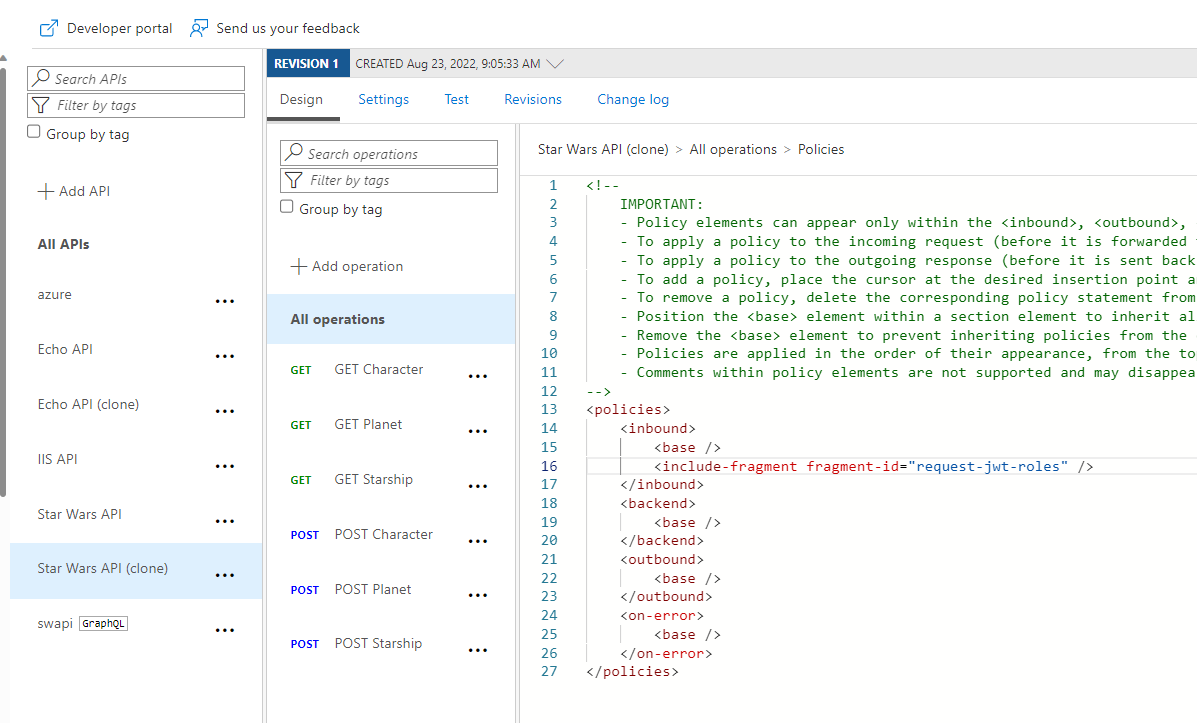 Developer portal
Send us your feedback
Search APIs
Filter by tags
Group by tag
Add API
All APIs
azure
Echo API
Echo API (clone)
IIS API
Star Wars API
Star Wars API (clone)
swapi GraphQL
REVISION 1 CREATED Aug 23, 2022, 9:05:33 AM
Design Settings Test Revisions Change log
Search operations
Filter by tags
Group by tag
Add operation
All operations
GET GET Character
GET GET Planet
GET GET Starship
POST POST Character
POST POST Planet
POST POST Starship
Star Wars API (clone) > All operations > Policies
1 <!--
2 IMPORTANT:
3 - Policy elements can appear only within the <inbound>, <outbound>,
4 - To apply a policy to the incoming request (before it is forwarded
5 - To apply a policy to the outgoing response (before it is sent back
6 - To add a policy, place the cursor at the desired insertion point a
7 - To remove a policy, delete the corresponding policy statement from
8 - Position the <base> element within a section element to inherit al
9 - Remove the <base> element to prevent inheriting policies from the
10 - Policies are applied in the order of their appearance, from the to
11 - Comments within policy elements are not supported and may disappea
12 -->
13 <policies>
14 <inbound>
15 <base />
16 <include-fragment fragment-id="request-jwt-roles" />
17 </inbound>
18 <backend>
19 <base />
20 </backend>
21 <outbound>
22 <base />
23 </outbound>
24 <on-error>
25 <base />
26 </on-error>
27 </policies>